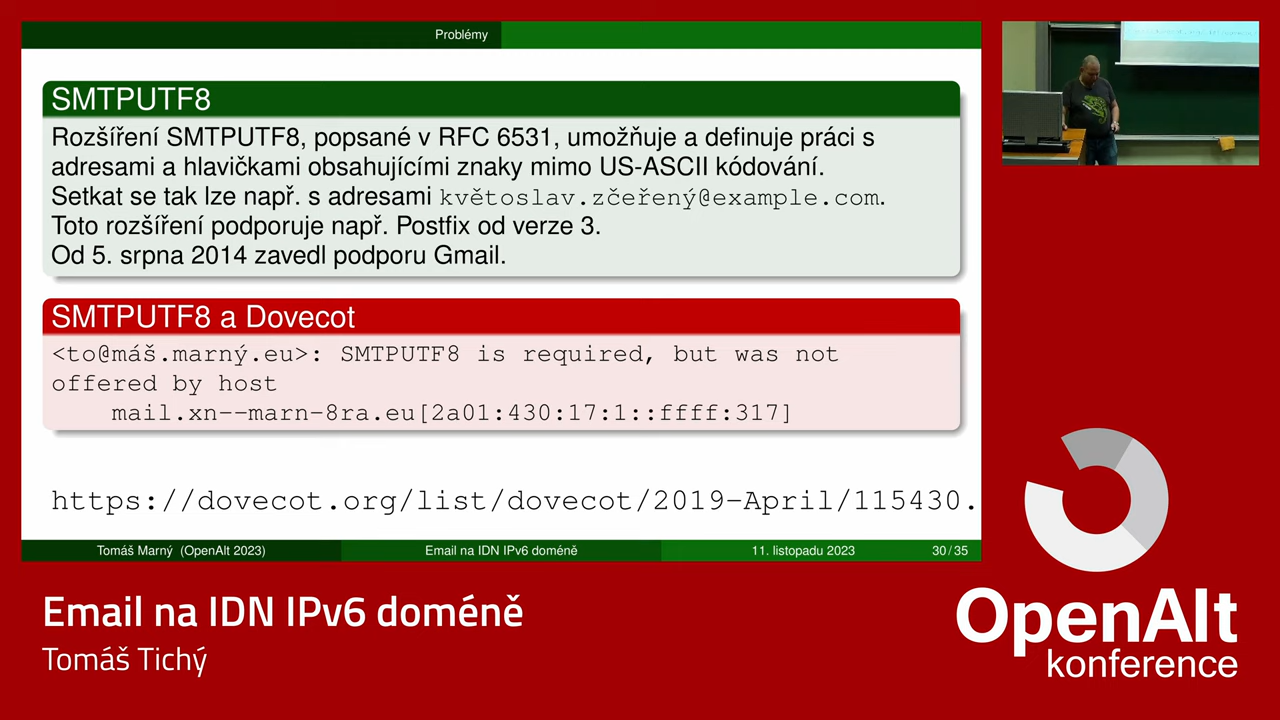 Problémy
SMTPUTF8
Rozšíření SMTPUTF8, popsané v RFC 6531, umožňuje a definuje práci s
adresami a hlavičkami obsahujícími znaky mimo US-ASCII kódování.
Setkat se tak lze např. s adresami květoslav.zčeřený@example.com.
Toto rozšíření podporuje např. Postfix od verze 3.
Od 5. srpna 2014 zavedl podporu Gmail.
SMTPUTF8 a Dovecot
<to@máš.marný.eu>: SMTPUTF8 is required, but was not
offered by host
mail.xn--marn-8ra.eu[2a01:430:17:1::ffff:317]
https://dovecot.org/list/dovecot/2019-April/115430.
Tomáš Marný (OpenAlt 2023) Email na IDN IPv6 doméně 11. listopadu 2023 30 / 35
Email na IDN IPv6 doméně
Tomáš Tichý
OpenAlt
konference